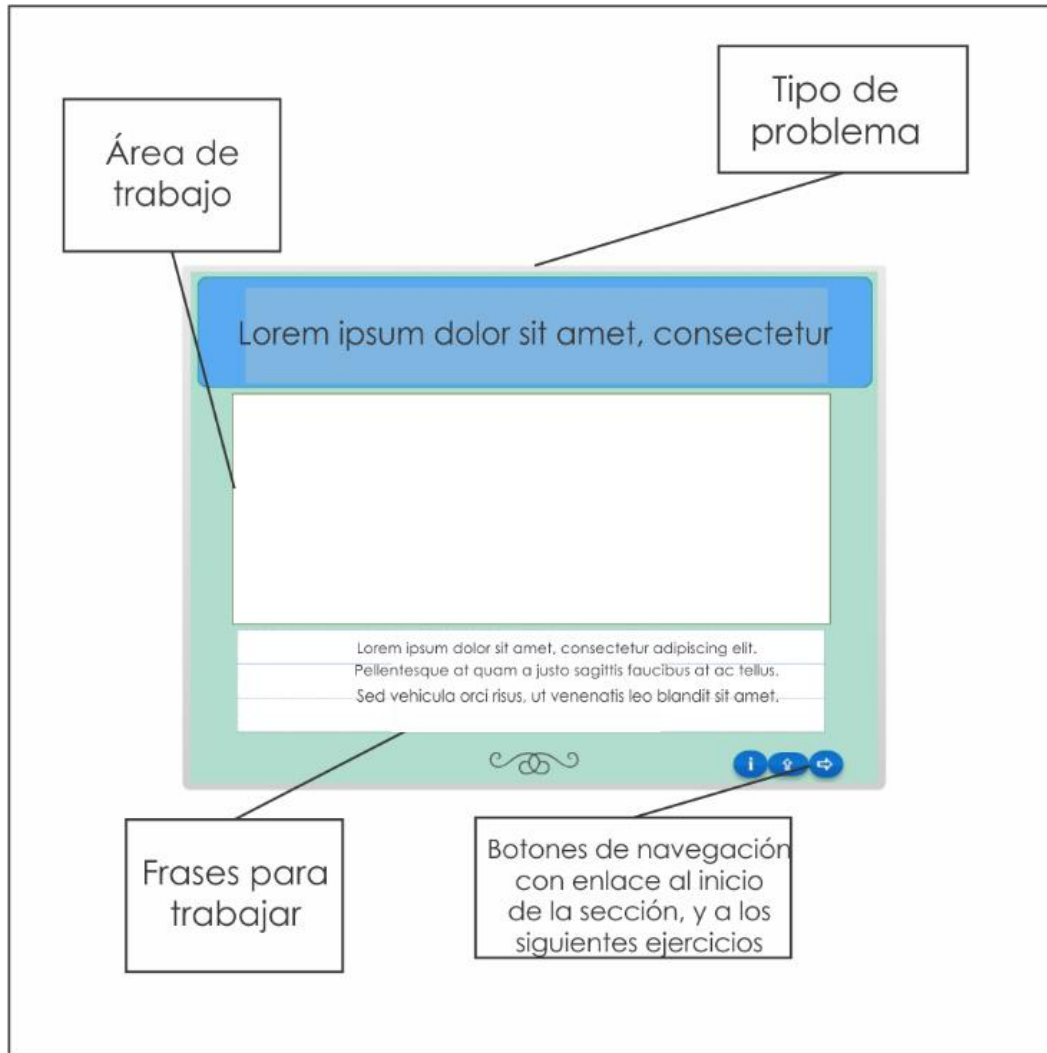 Tipo de
problema
Área de
trabajo
Lorem ipsum dolor sit amet, consectetur
Lorem ipsum dolor sit amet, consectetur adipiscing elit.
Pellentesque at quam a justo sagittis faucibus at ac tellus.
Sed vehicula orci risus, ut venenatis leo blandit sit amet.
i
Frases para
trabajar
Botones de navegación
con enlace al inicio
de la sección, y a los
siguientes ejercicios